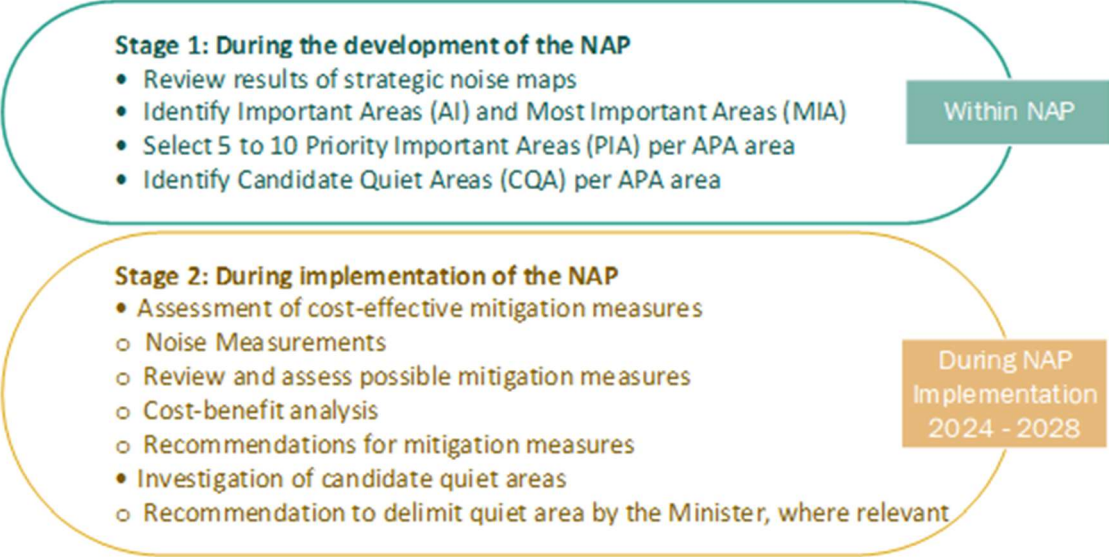 Stage 1: During the development of the NAP
• Review results of strategic noise maps
• Identify Important Areas (AI) and Most Important Areas (MIA)
• Select 5 to 10 Priority Important Areas (PIA) per APA area
• Identify Candidate Quiet Areas (CQA) per APA area
Within NAP
Stage 2: During implementation of the NAP
• Assessment of cost-effective mitigation measures
o Noise Measurements
o Review and assess possible mitigation measures
o Cost-benefit analysis
o Recommendations for mitigation measures
• Investigation of candidate quiet areas
o Recommendation to delimit quiet area by the Minister, where relevant
During NAP
Implementation
2024 - 2028